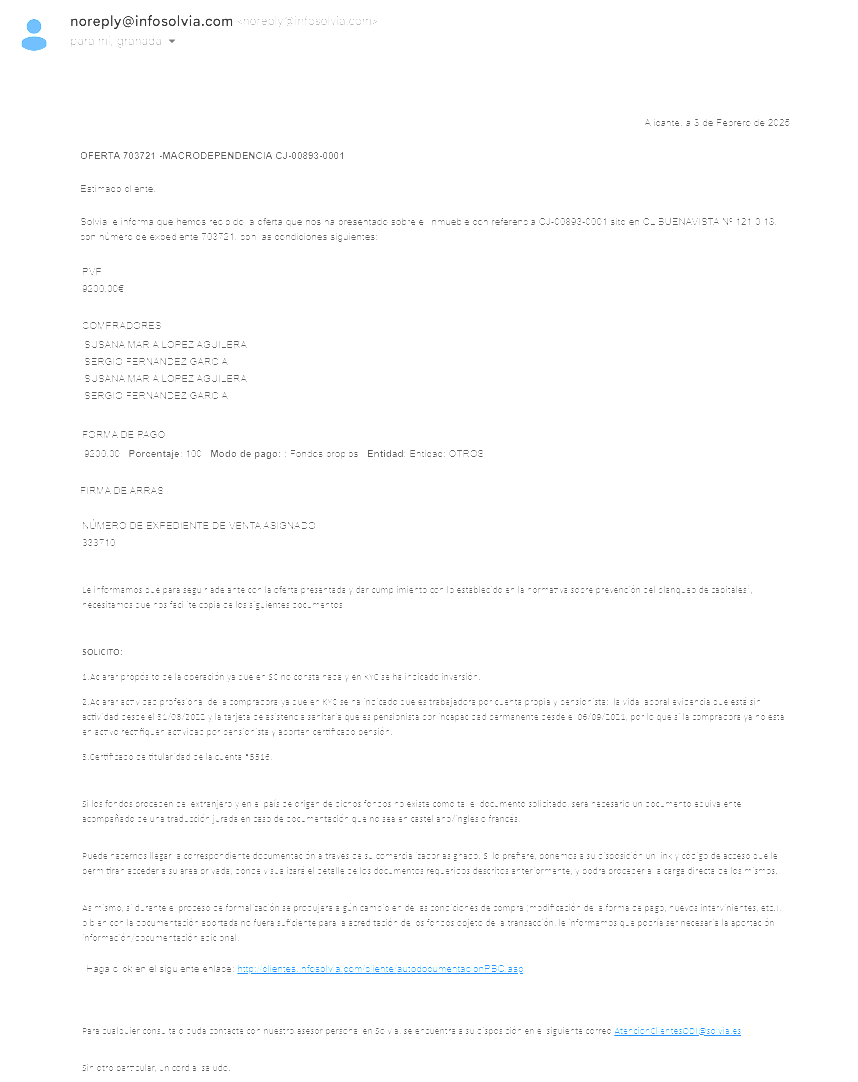 noreply@infosolvia.com <noreply@infosolvia.com>
para mí, granada
Alicante, a 3 de Febrero de 2025
OFERTA 703721 -MACRODEPENDENCIA CJ-00893-0001
Estimado cliente,
Solvia le informa que hemos recibido la oferta que nos ha presentado sobre el inmueble con referencia CJ-00893-0001 sito en CL BUENAVISTA Nº 121 0 13,
con número de expediente 703721, con las condiciones siguientes:
PVP
9200.00€
COMPRADORES
SUSANA MARIA LOPEZ AGUILERA
SERGIO FERNANDEZ GARCIA
SUSANA MARIA LOPEZ AGUILERA
SERGIO FERNANDEZ GARCIA
FORMA DE PAGO
9200.00 Porcentaje: 100 Modo de pago: : Fondos propios Entidad: Entidad: OTROS
FIRMA DE ARRAS
NÚMERO DE EXPEDIENTE DE VENTA ASIGNADO
333710
Le informamos que para seguir adelante con la oferta presentada y dar cumplimiento con lo establecido en la normativa sobre prevención del blanqueo de capitales ,
necesitamos que nos facilite copia de los siguientes documentos:
SOLICITO:
1.Aclarar propósito de la operación ya que en SC no consta nada y en KYC se ha indicado inversión.
2.Aclarar actividad profesional de la compradora ya que en KYC se ha indicado que es trabajadora por cuenta propia y pensionista: la vida laboral evidencia que esta sin
actividad desde el 31/08/2022 y la tarjeta de asistencia sanitaria que es pensionista por incapacidad permanente desde el 06/09/2021, por lo que si la compradora ya no esta
en activo rectifiquen actividad por pensionista y aporten certificado pensión.
3.Certificado de titularidad de la cuenta *3516.
Si los fondos proceden del extranjero y en el país de origen de dichos fondos no existe como tal el documento solicitado, será necesario un documento equivalente
acompañado de una traducción jurada en caso de documentación que no sea en castellano/inglés o francés.
Puede hacernos llegar la correspondiente documentación a través de su comercializador asignado. Si lo prefiere, ponemos a su disposición un link y código de acceso que le
permitirán acceder a su área privada, donde visualizará el detalle de los documentos requeridos descritos anteriormente, y podrá proceder a la carga directa de los mismos.
Asimismo, si durante el proceso de formalización se produjera algún cambio en de las condiciones de compra (modificación de la forma de pago, nuevos intervinientes, etc.),
o bien con la documentación aportada no fuera suficiente para la acreditación de los fondos objeto de la transacción, le informamos que podría ser necesaria la aportación
información/documentación adicional.
Haga click en el siguiente enlace: http://clientes.infosolvia.com/cliente/autodocumentacionPBC.asp
Para cualquier consulta o duda contacte con nuestro asesor personal en Solvia, se encuentra a su disposición en el siguiente correo AtencionClientesCDI@solvia.es
Sin otro particular, un cordial saludo.